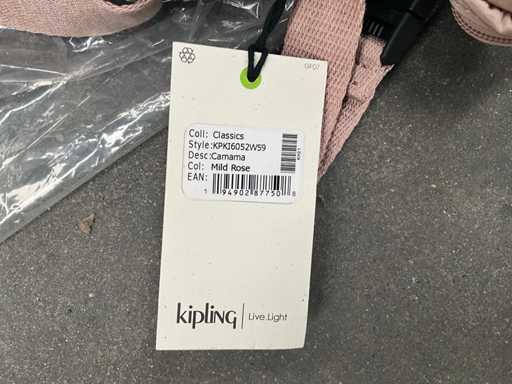 GF07
Coll: Classics
Style:KPKI6052W59
Desc:Camama
Col: Mild Rose
EAN:
1 94902 87750 8
kipling | Live.Light